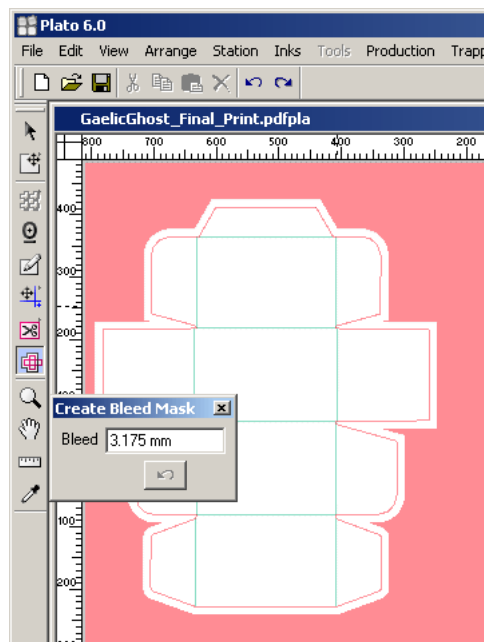 Plato 6.0
File Edit View Arrange Station Inks Tools Production Trapp
GaelicGhost_Final_Print.pdfpla
800 700 600 500 400 300 200
400
300
200
Create Bleed Mask
Bleed 3.175 mm
100
200